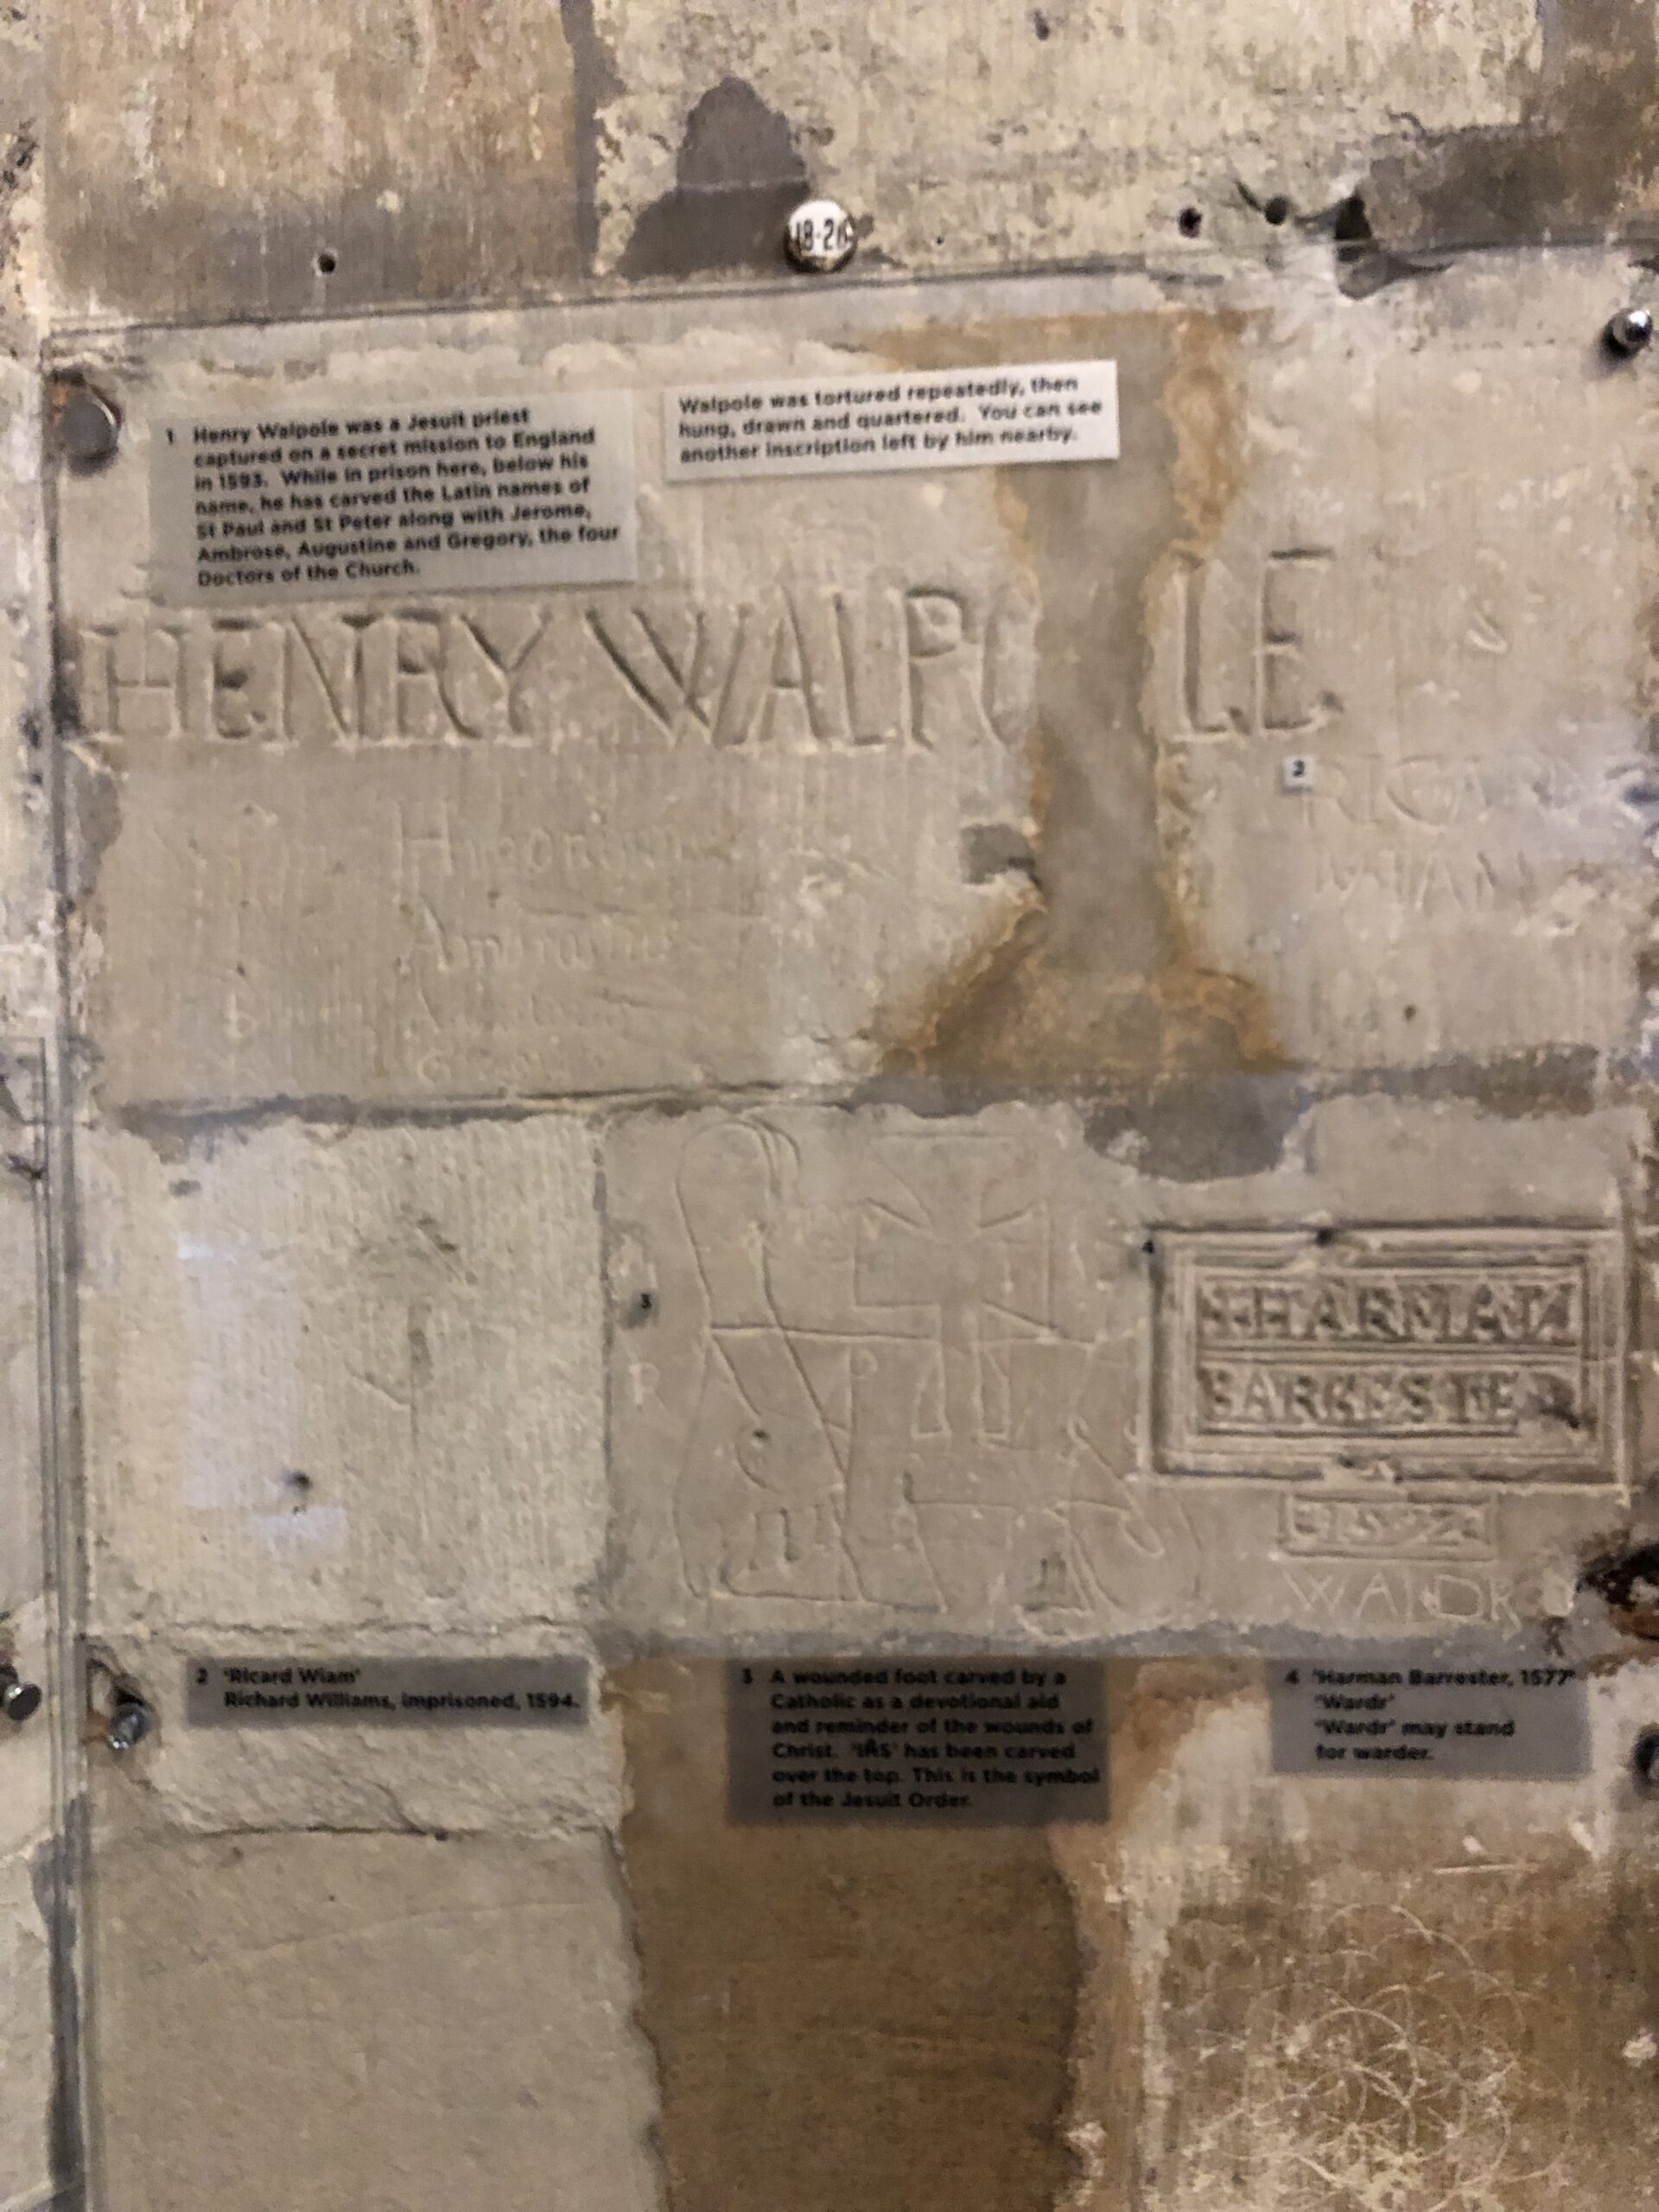 18-26
1 Henry Walpole was a Jesuit priest
captured on a secret mission to England
in 1593. While in prison here, below his
name, he has carved the Latin names of
St Paul and St Peter along with Jerome,
Ambrose, Augustine and Gregory, the four
Doctors of the Church.
Walpole was tortured repeatedly, then
hung, drawn and quartered. You can see
another inscription left by him nearby.
HENRY WALPOLE
2
3
4
HARMAN
BARRESTER
1577
WARDR
2 'Ricard Wiam'
Richard Williams, imprisoned, 1594.
3 A wounded foot carved by a
Catholic as a devotional aid
and reminder of the wounds of
Christ. 'IHS' has been carved
over the top. This is the symbol
of the Jesuit Order.
4 'Harman Barrester, 1577'
'Wardr'
'Wardr' may stand
for warder.